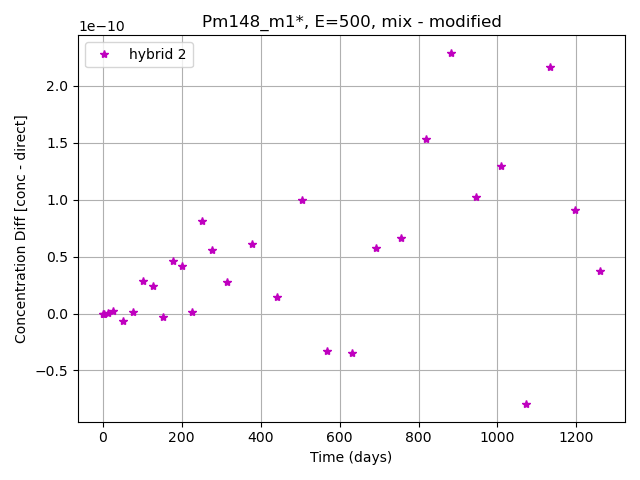 Pm148_m1*, E=500, mix - modified
1e−10
hybrid 2
2.0
1.5
1.0
0.5
0.0
−0.5
Concentration Diff [conc - direct]
0 200 400 600 800 1000 1200
Time (days)